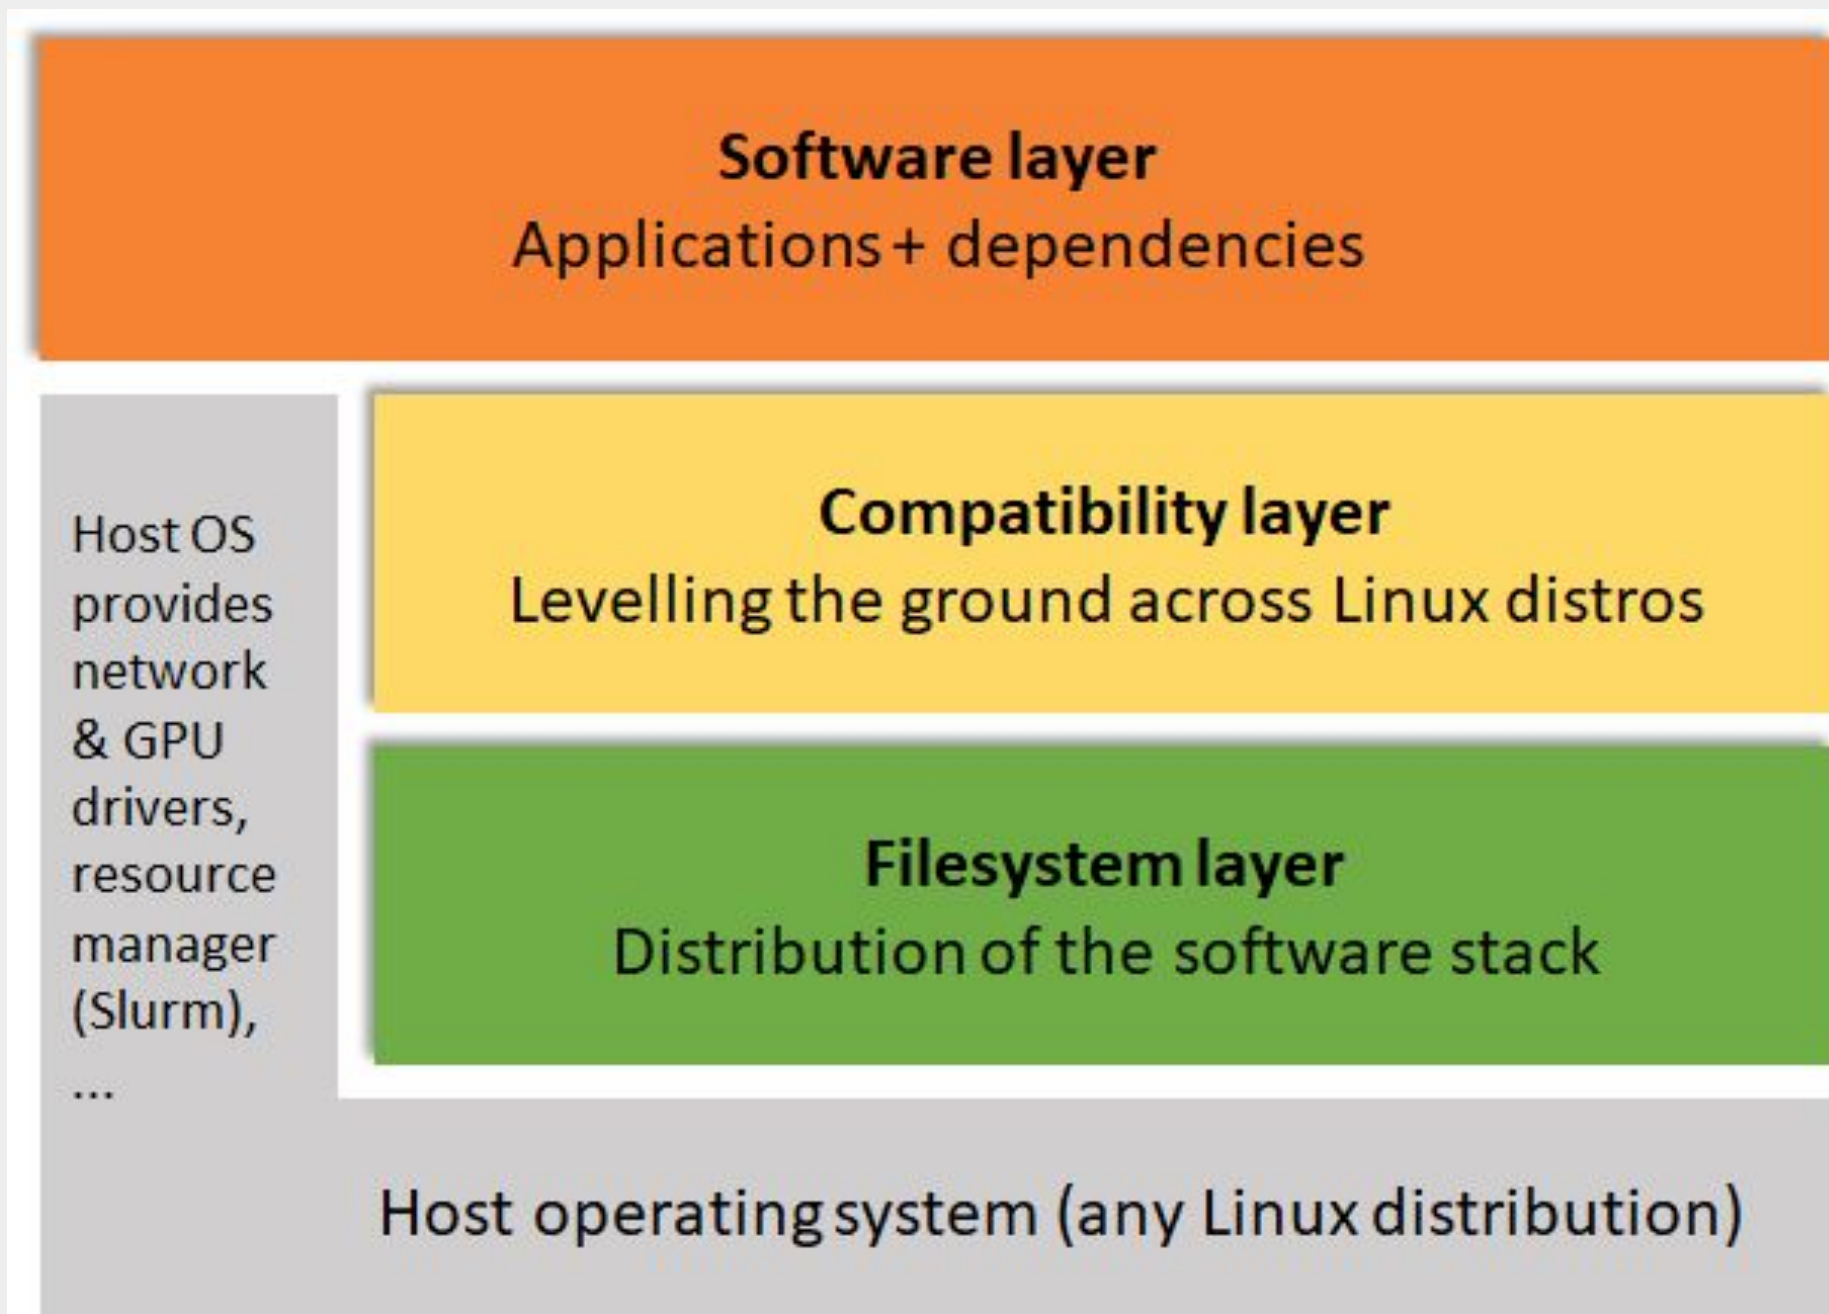 Software layer
Applications + dependencies
Host OS
provides
network
& GPU
drivers,
resource
manager
(Slurm),
...
Compatibility layer
Levelling the ground across Linux distros
Filesystem layer
Distribution of the software stack
Host operating system (any Linux distribution)